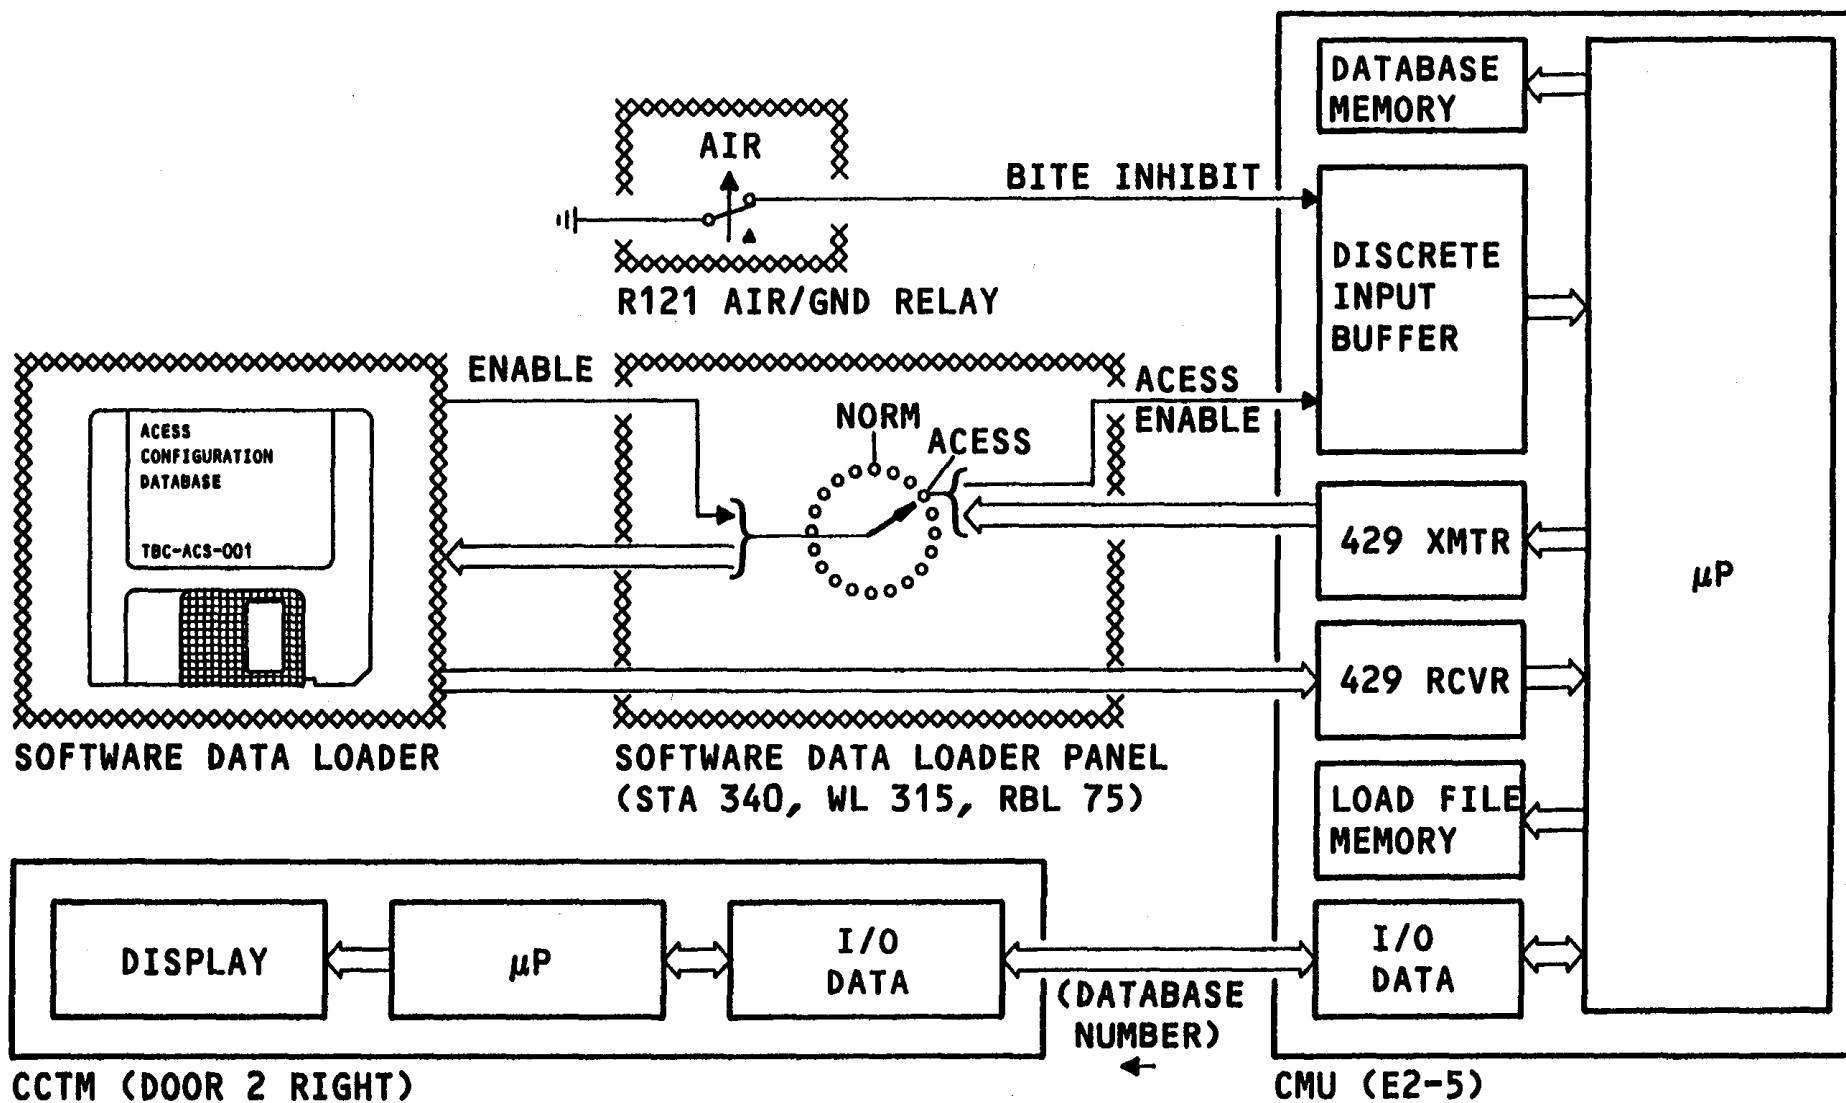 DATABASE
MEMORY
AIR
BITE INHIBIT
DISCRETE
INPUT
BUFFER
R121 AIR/GND RELAY
ENABLE
ACESS
ENABLE
NORM
ACESS
ACESS
CONFIGURATION
DATABASE
TBC-ACS-001
429 XMTR
μP
429 RCVR
SOFTWARE DATA LOADER
SOFTWARE DATA LOADER PANEL
(STA 340, WL 315, RBL 75)
LOAD FILE
MEMORY
DISPLAY
μP
I/O
DATA
(DATABASE
NUMBER)
I/O
DATA
CCTM (DOOR 2 RIGHT)
CMU (E2-5)